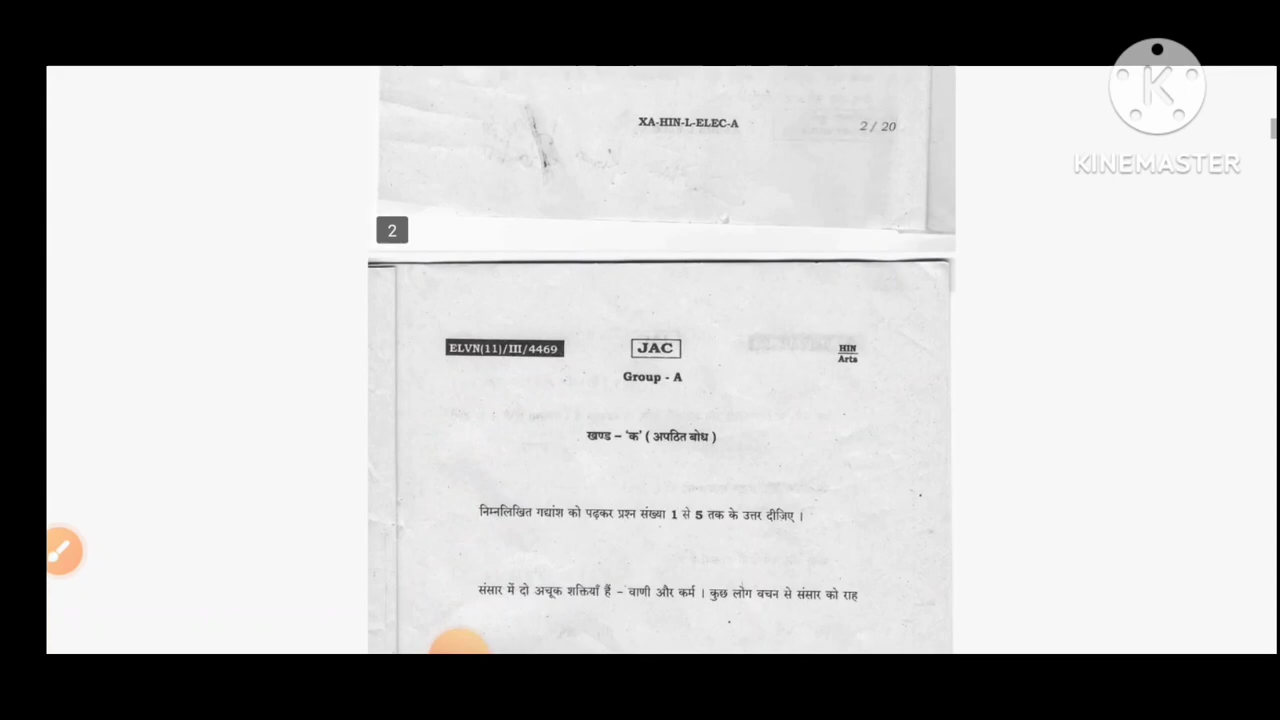 XA-HIN-L-ELEC-A
2 / 20
KINEMASTER
2
ELVN(11)/III/4469
JAC
HIN
Arts
Group - A
खण्ड – 'क' ( अपठित बोध )
निम्नलिखित गद्यांश को पढ़कर प्रश्न संख्या 1 से 5 तक के उत्तर दीजिए ।
संसार में दो अचूक शक्तियाँ हैं – वाणी और कर्म । कुछ लोग वचन से संसार को राह